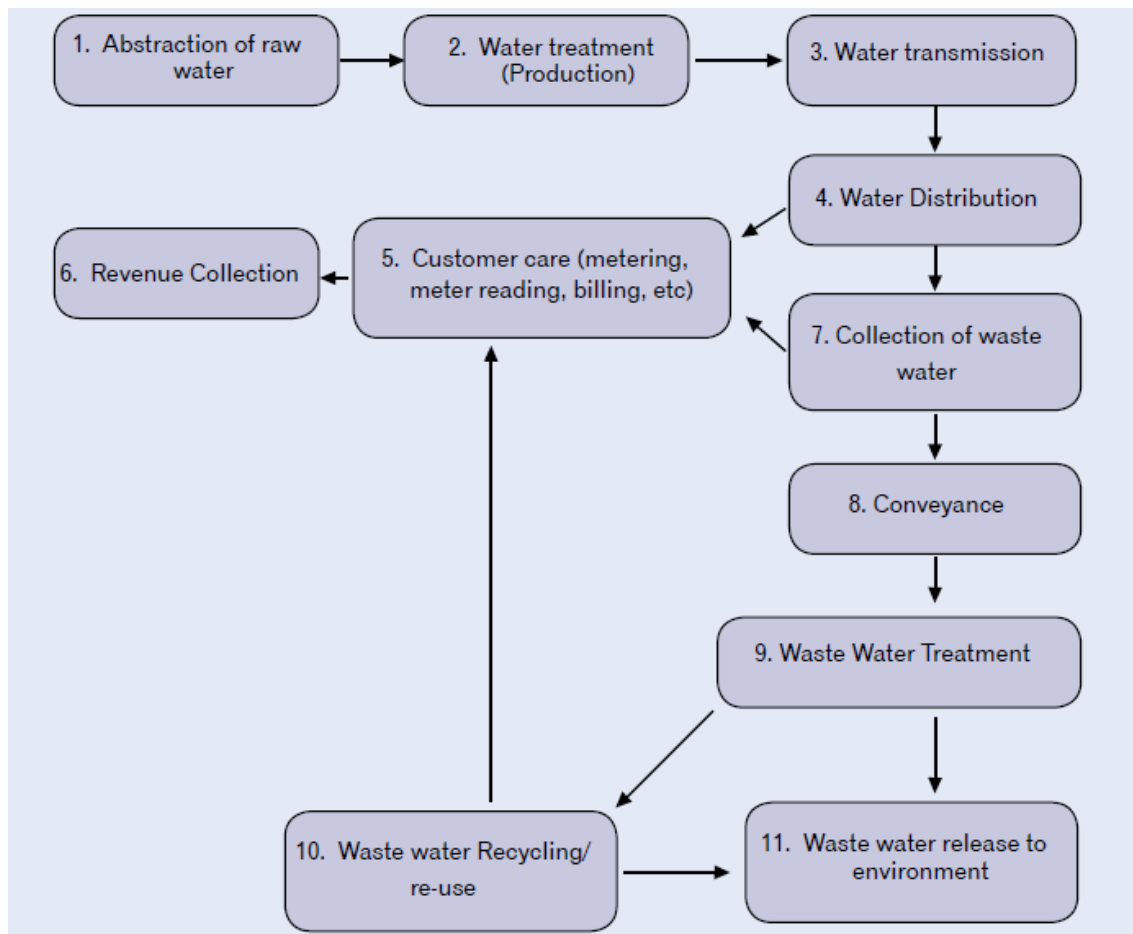 1. Abstraction of raw
water
2. Water treatment
(Production)
3. Water transmission
4. Water Distribution
5. Customer care (metering,
meter reading, billing, etc)
6. Revenue Collection
7. Collection of waste
water
8. Conveyance
9. Waste Water Treatment
10. Waste water Recycling/
re-use
11. Waste water release to
environment